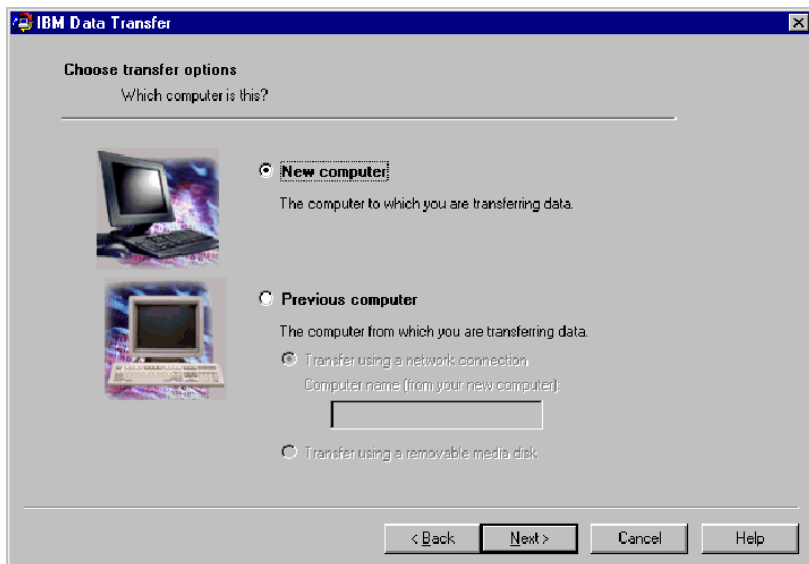 IBM Data Transfer
Choose transfer options
Which computer is this?
New computer
The computer to which you are transferring data.
Previous computer
The computer from which you are transferring data.
Transfer using a network connection
Computer name (from your new computer):
Transfer using a removable media disk
< Back
Next >
Cancel
Help